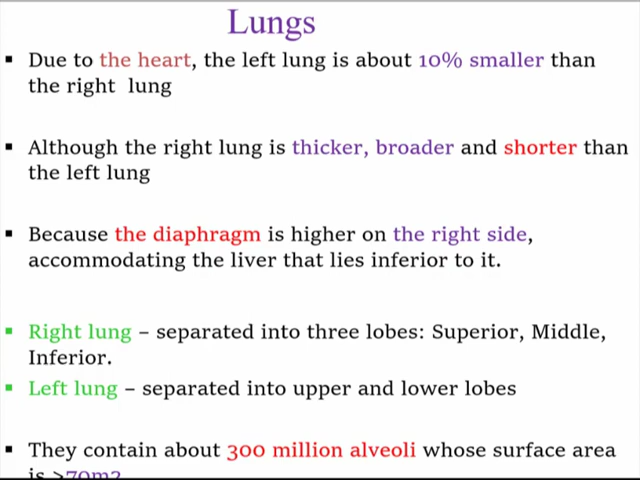 Lungs
▪ Due to the heart, the left lung is about 10% smaller than
the right lung
▪ Although the right lung is thicker, broader and shorter than
the left lung
▪ Because the diaphragm is higher on the right side,
accommodating the liver that lies inferior to it.
▪ Right lung – separated into three lobes: Superior, Middle,
Inferior.
▪ Left lung – separated into upper and lower lobes
▪ They contain about 300 million alveoli whose surface area
is >70m2